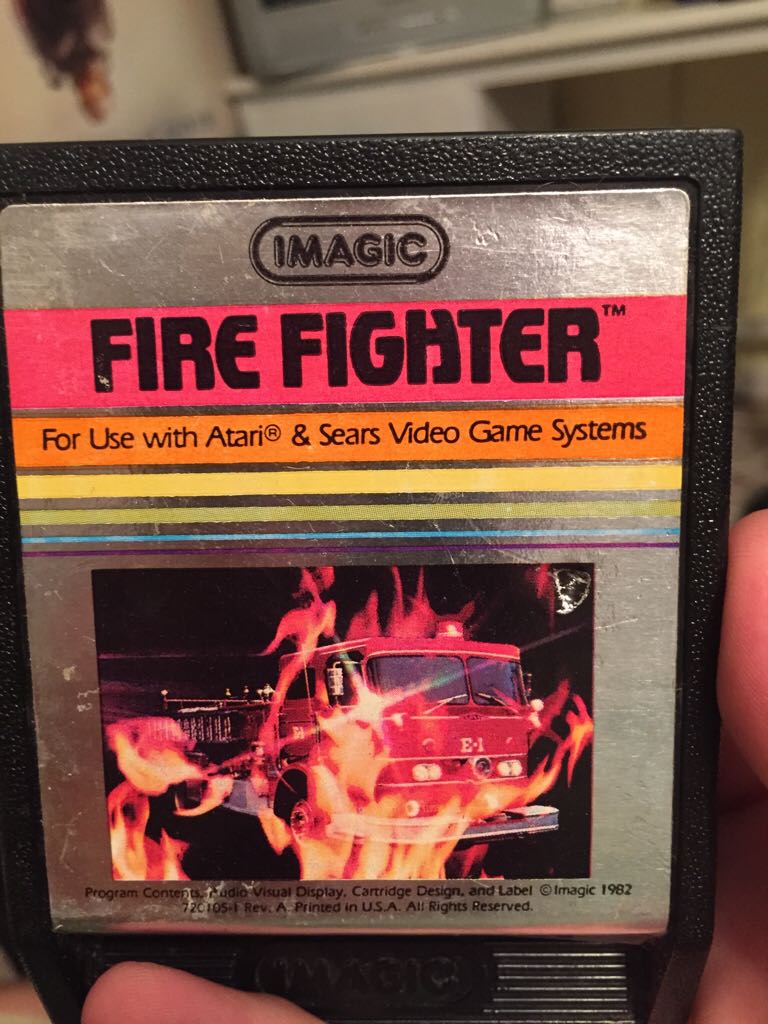 IMAGIC
FIRE FIGHTER™
For Use with Atari® & Sears Video Game Systems
E-1
Program Contents, Audio Visual Display, Cartridge Design, and Label © Imagic 1982
720105-1 Rev. A. Printed in U.S.A. All Rights Reserved.
IMAGIC